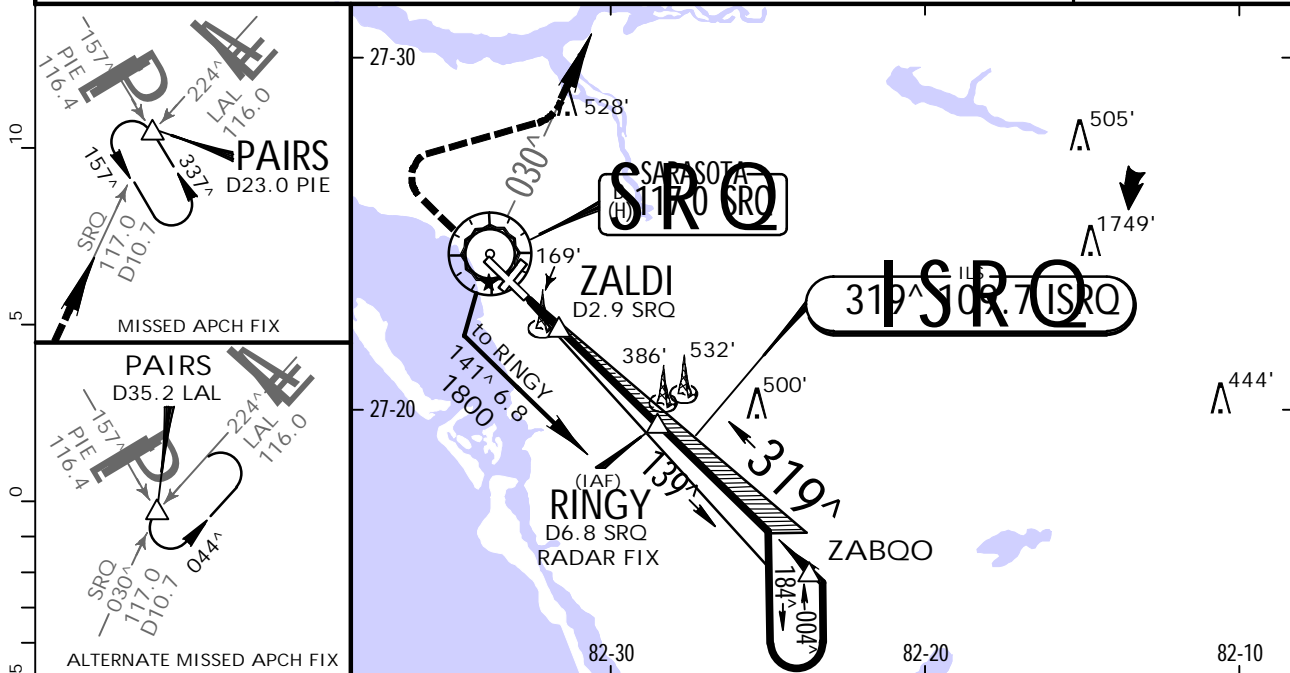 157^
PIE
116.4
224^
LAL
116.0
PAIRS
D23.0 PIE
157^
337^
SRQ
117.0
D10.7
MISSED APCH FIX
PAIRS
D35.2 LAL
157^
PIE
116.4
224^
LAL
116.0
044^
SRQ
030^
117.0
D10.7
ALTERNATE MISSED APCH FIX
10
5
0
5
27-30
528'
505'
030^
SARASOTA
(H) 117.0 SRQ
SRQ
1749'
169'
ZALDI
D2.9 SRQ
ILS
319^ 109.7 ISRQ
ISRQ
to RINGY
141^ 6.8
1800
386'
532'
500'
444'
27-20
319^
139^
(IAF)
RINGY
D6.8 SRQ
RADAR FIX
ZABQO
184^
004^
82-30
82-20
82-10